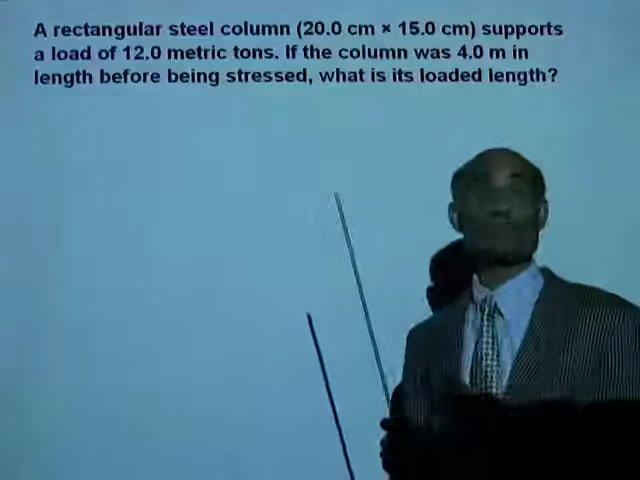 A rectangular steel column (20.0 cm × 15.0 cm) supports
a load of 12.0 metric tons. If the column was 4.0 m in
length before being stressed, what is its loaded length?